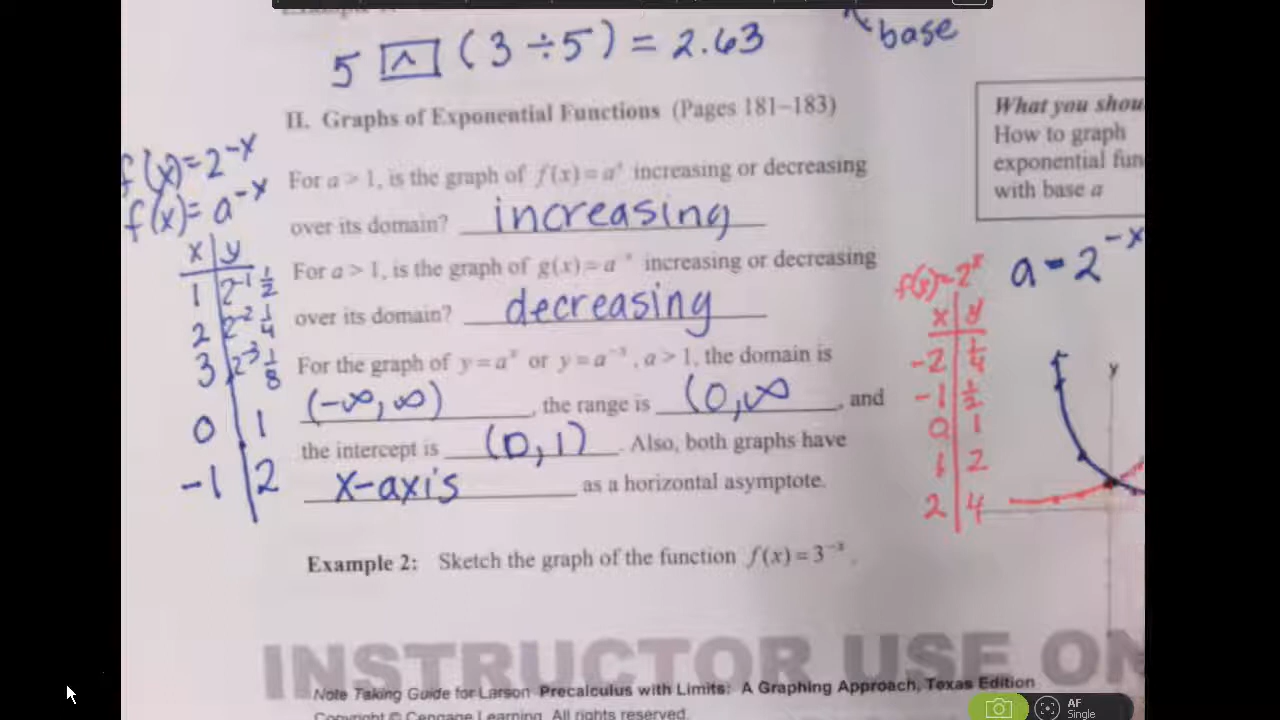 5 [^] (3 ÷ 5) = 2.63
base
II. Graphs of Exponential Functions (Pages 181–183)
What you shou
How to graph
exponential fun
with base a
f(x) = 2^-x
f(x) = a^-x
For a > 1, is the graph of f(x) = a^x increasing or decreasing
over its domain? increasing
For a > 1, is the graph of g(x) = a^-x increasing or decreasing
over its domain? decreasing
For the graph of y = a^x or y = a^-x, a > 1, the domain is
(-∞, ∞), the range is (0, ∞, and
the intercept is (0, 1). Also, both graphs have
x-axis as a horizontal asymptote.
x y
1 2^-1 1/2
2 2^-2 1/4
3 2^-3 1/8
0 1
-1 2
f(x) = 2^x
x y
-2 1/4
-1 1/2
0 1
1 2
2 4
a = 2^-x
y
Example 2: Sketch the graph of the function f(x) = 3^-x.
INSTRUCTOR USE ON
Note Taking Guide for Larson Precalculus with Limits: A Graphing Approach, Texas Edition
Copyright © Cengage Learning. All rights reserved.
AF
Single